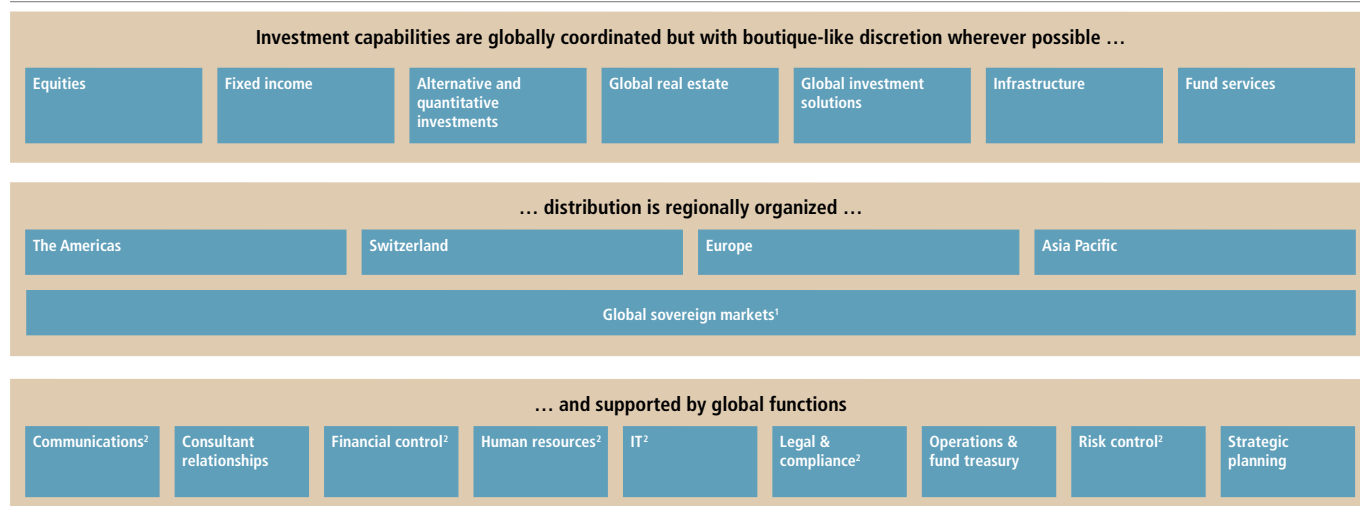 Investment capabilities are globally coordinated but with boutique-like discretion wherever possible …
Equities
Fixed income
Alternative and
quantitative
investments
Global real estate
Global investment
solutions
Infrastructure
Fund services
… distribution is regionally organized …
The Americas
Switzerland
Europe
Asia Pacific
Global sovereign markets¹
… and supported by global functions
Communications²
Consultant
relationships
Financial control²
Human resources²
IT²
Legal &
compliance²
Operations &
fund treasury
Risk control²
Strategic
planning